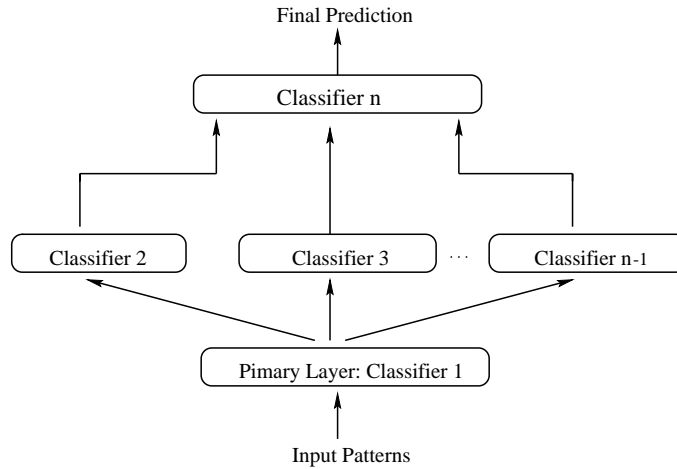 Final Prediction
Classifier n
Classifier 2
Classifier 3
...
Classifier n-1
Pimary Layer: Classifier 1
Input Patterns